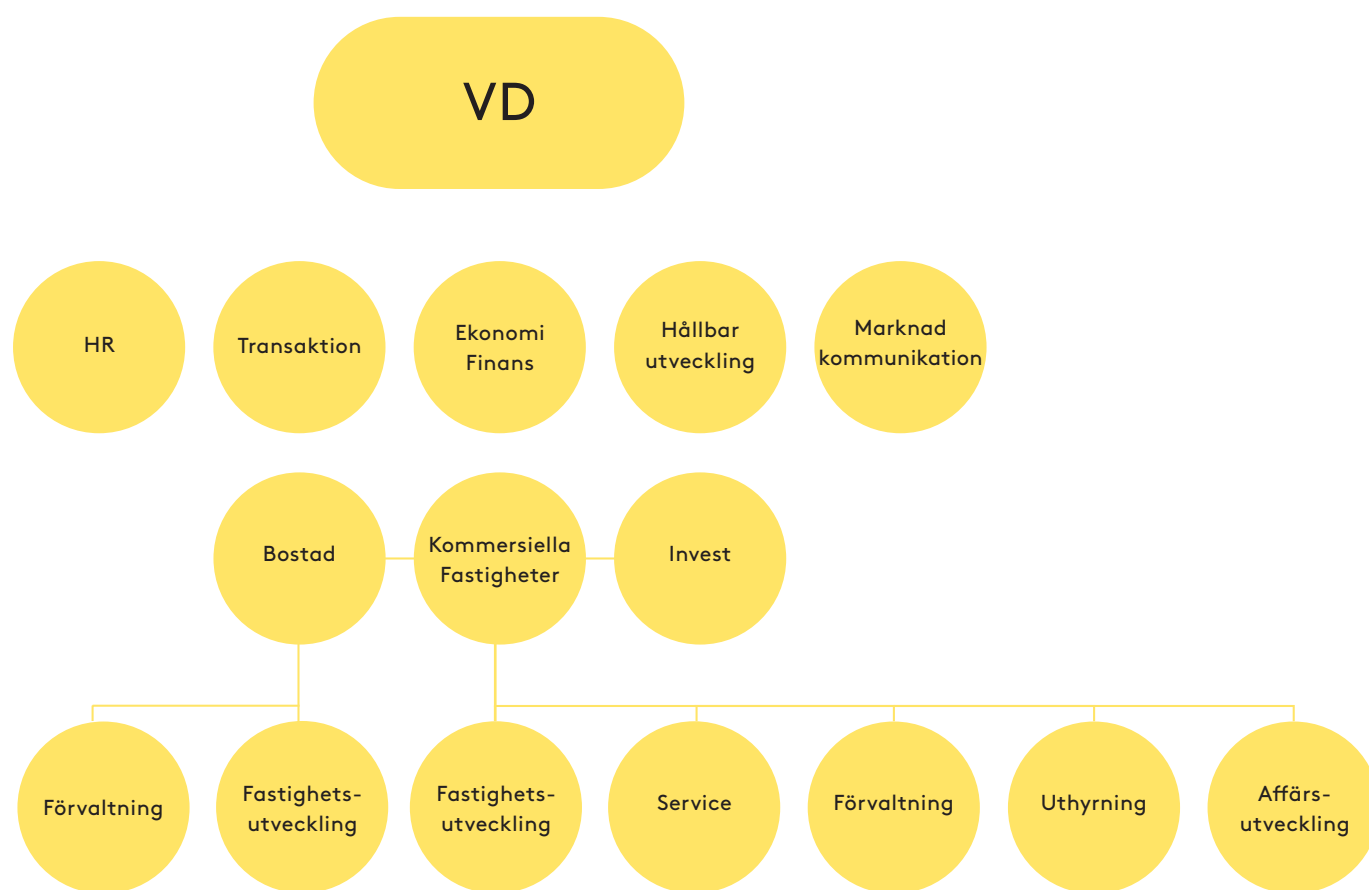 VD
HR
Transaktion
Ekonomi
Finans
Hållbar
utveckling
Marknad
kommunikation
Bostad
Kommersiella
Fastigheter
Invest
Förvaltning
Fastighets-
utveckling
Fastighets-
utveckling
Service
Förvaltning
Uthyrning
Affärs-
utveckling